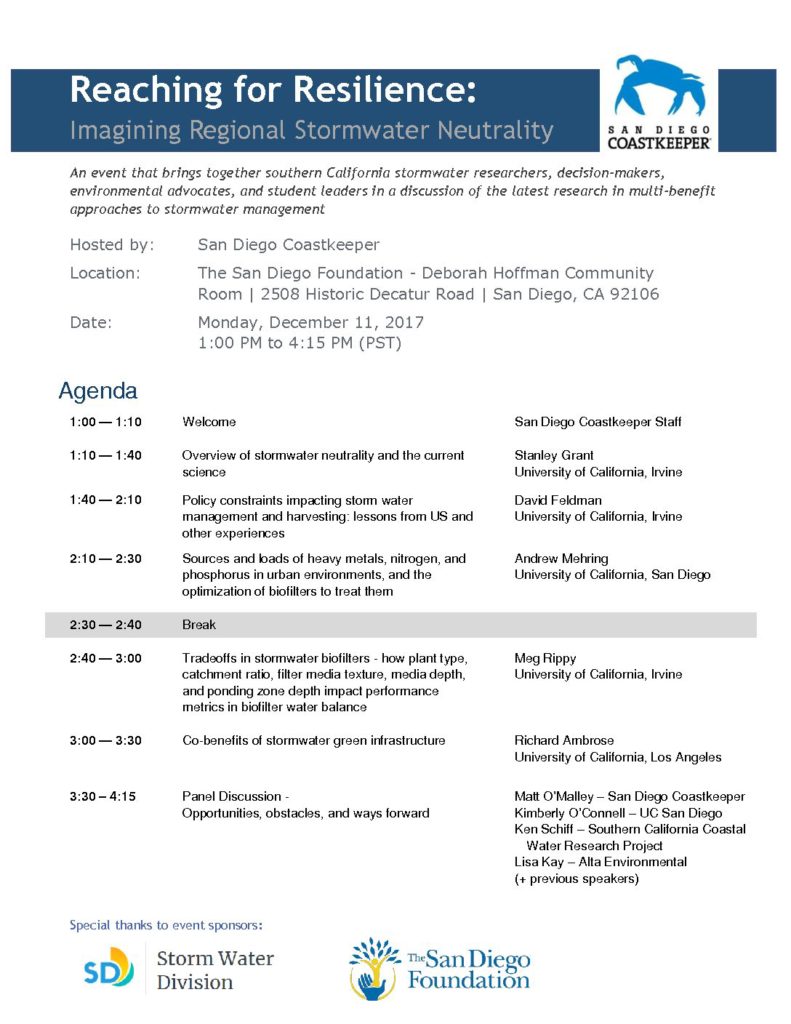 Reaching for Resilience:
Imagining Regional Stormwater Neutrality
SAN DIEGO
COASTKEEPER®
An event that brings together southern California stormwater researchers, decision-makers,
environmental advocates, and student leaders in a discussion of the latest research in multi-benefit
approaches to stormwater management
Hosted by: San Diego Coastkeeper
Location: The San Diego Foundation - Deborah Hoffman Community
Room | 2508 Historic Decatur Road | San Diego, CA 92106
Date: Monday, December 11, 2017
1:00 PM to 4:15 PM (PST)
Agenda
1:00 — 1:10 Welcome San Diego Coastkeeper Staff
1:10 — 1:40 Overview of stormwater neutrality and the current Stanley Grant
science University of California, Irvine
1:40 — 2:10 Policy constraints impacting storm water David Feldman
management and harvesting: lessons from US and University of California, Irvine
other experiences
2:10 — 2:30 Sources and loads of heavy metals, nitrogen, and Andrew Mehring
phosphorus in urban environments, and the University of California, San Diego
optimization of biofilters to treat them
2:30 — 2:40 Break
2:40 — 3:00 Tradeoffs in stormwater biofilters - how plant type, Meg Rippy
catchment ratio, filter media texture, media depth, University of California, Irvine
and ponding zone depth impact performance
metrics in biofilter water balance
3:00 — 3:30 Co-benefits of stormwater green infrastructure Richard Ambrose
University of California, Los Angeles
3:30 – 4:15 Panel Discussion - Matt O'Malley – San Diego Coastkeeper
Opportunities, obstacles, and ways forward Kimberly O'Connell – UC San Diego
Ken Schiff – Southern California Coastal
Water Research Project
Lisa Kay – Alta Environmental
(+ previous speakers)
Special thanks to event sponsors:
SD Storm Water
Division
The San Diego
Foundation